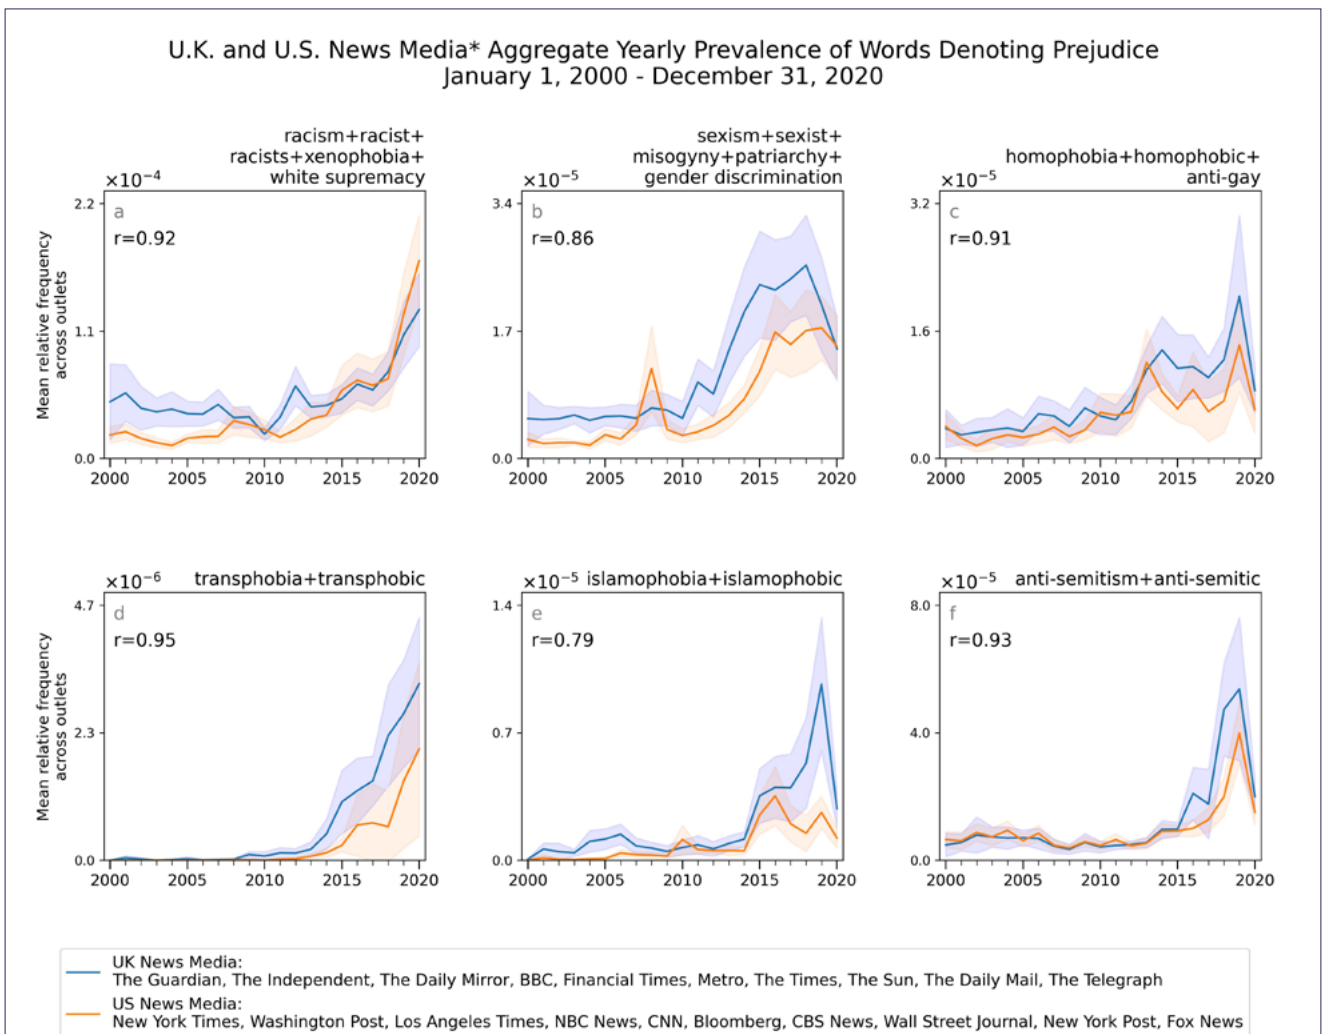 U.K. and U.S. News Media* Aggregate Yearly Prevalence of Words Denoting Prejudice
January 1, 2000 - December 31, 2020
racism+racist+
racists+xenophobia+
white supremacy
×10⁻⁴
2.2
1.1
0.0
a
r=0.92
Mean relative frequency
across outlets
2000 2005 2010 2015 2020
sexism+sexist+
misogyny+patriarchy+
gender discrimination
×10⁻⁵
3.4
1.7
0.0
b
r=0.86
2000 2005 2010 2015 2020
homophobia+homophobic+
anti-gay
×10⁻⁵
3.2
1.6
0.0
c
r=0.91
2000 2005 2010 2015 2020
×10⁻⁶ transphobia+transphobic
4.7
2.3
0.0
d
r=0.95
Mean relative frequency
across outlets
2000 2005 2010 2015 2020
×10⁻⁵ islamophobia+islamophobic
1.4
0.7
0.0
e
r=0.79
2000 2005 2010 2015 2020
×10⁻⁵ anti-semitism+anti-semitic
8.0
4.0
0.0
f
r=0.93
2000 2005 2010 2015 2020
UK News Media:
The Guardian, The Independent, The Daily Mirror, BBC, Financial Times, Metro, The Times, The Sun, The Daily Mail, The Telegraph
US News Media:
New York Times, Washington Post, Los Angeles Times, NBC News, CNN, Bloomberg, CBS News, Wall Street Journal, New York Post, Fox News